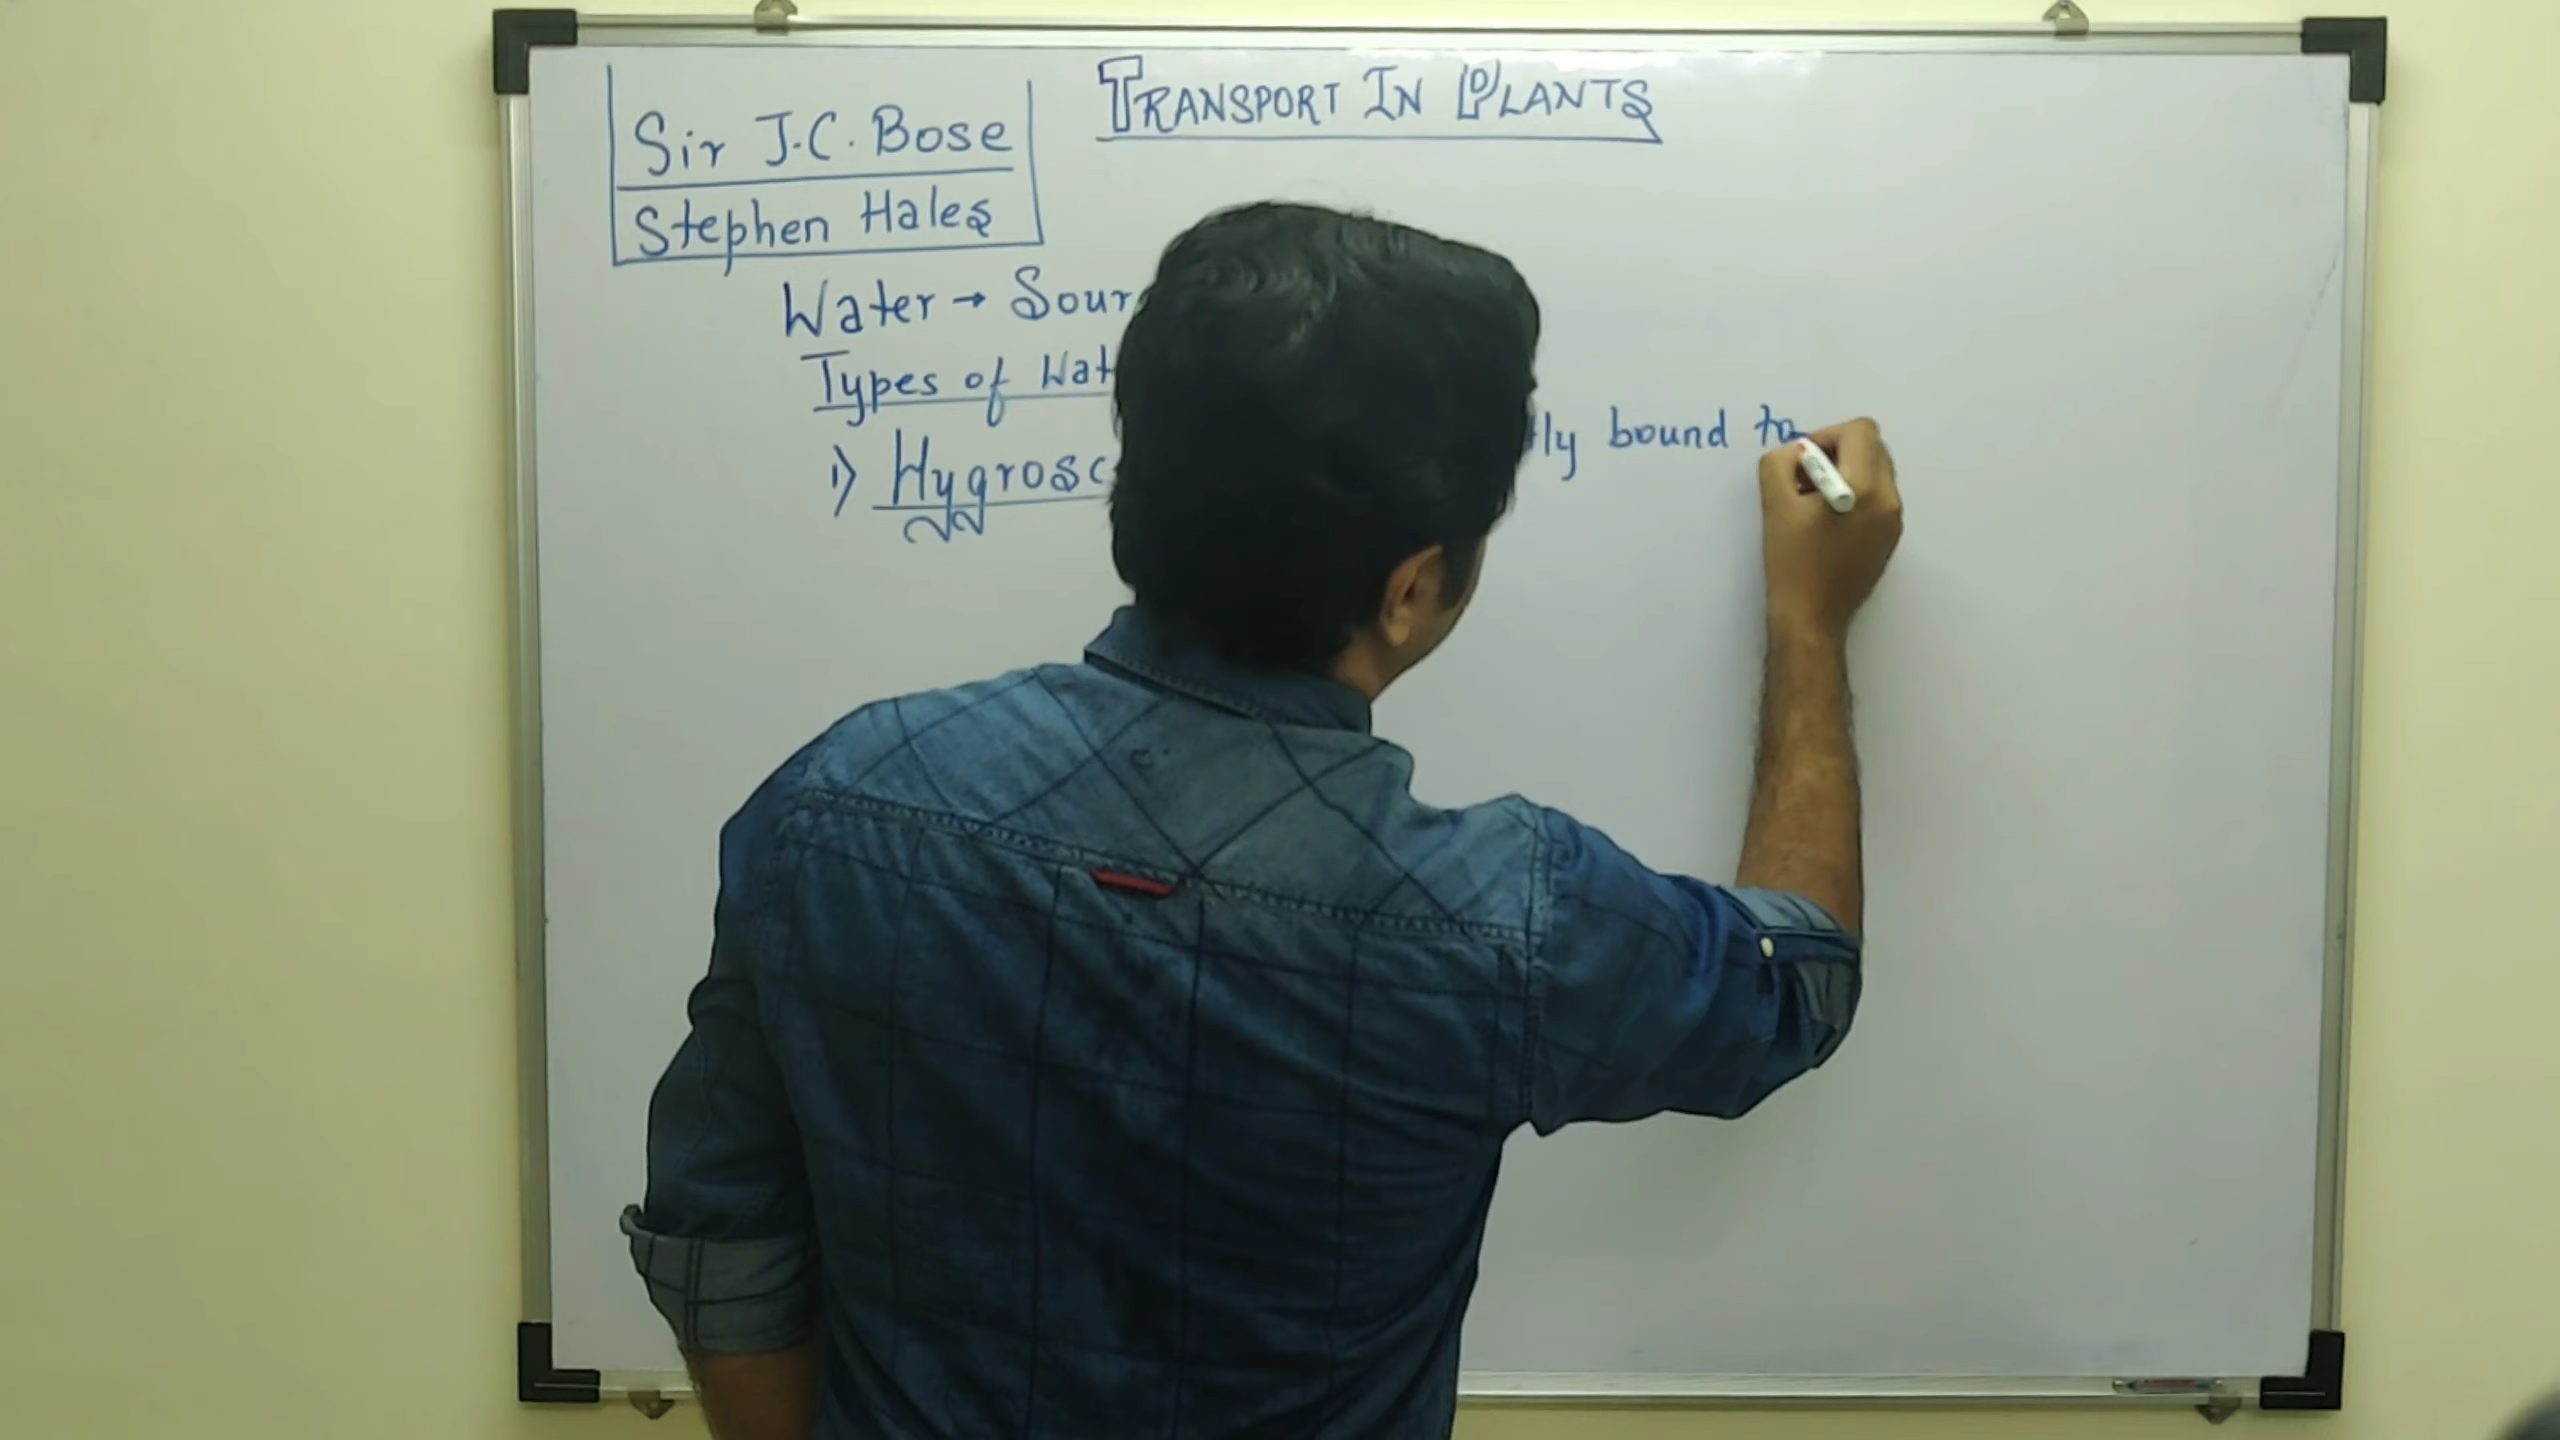 TRANSPORT IN PLANTS
Sir J.C. Bose
Stephen Hales
Water → Sour
Types of Wat
1) Hygrosc tly bound to